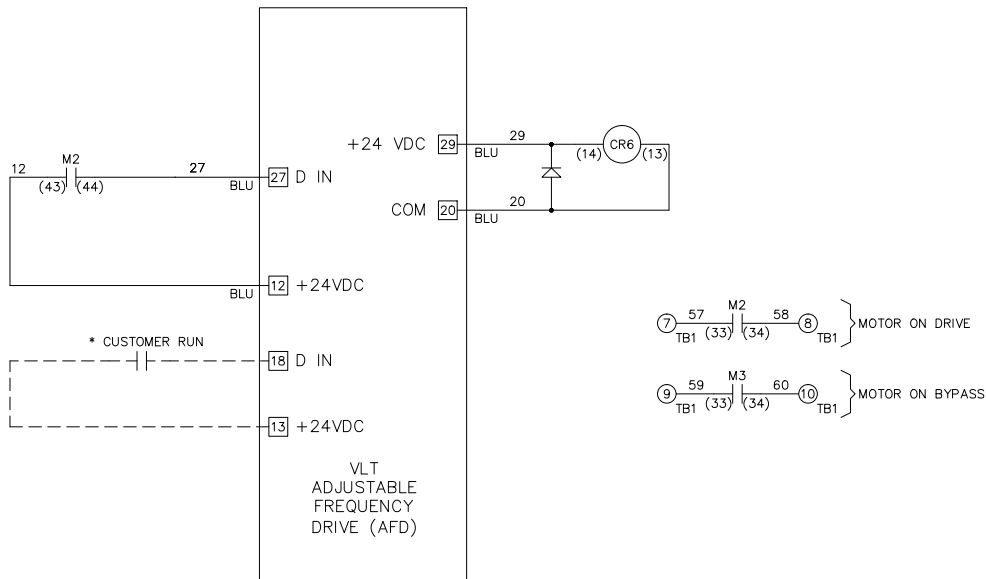 12
M2
(43) (44)
27
BLU
27 D IN
BLU
12 +24VDC
* CUSTOMER RUN
18 D IN
13 +24VDC
VLT
ADJUSTABLE
FREQUENCY
DRIVE (AFD)
+24 VDC 29
29
BLU
(14) CR6 (13)
COM 20
20
BLU
7 57 M2 58 8
TB1 (33) (34) TB1
MOTOR ON DRIVE
9 59 M3 60 10
TB1 (33) (34) TB1
MOTOR ON BYPASS